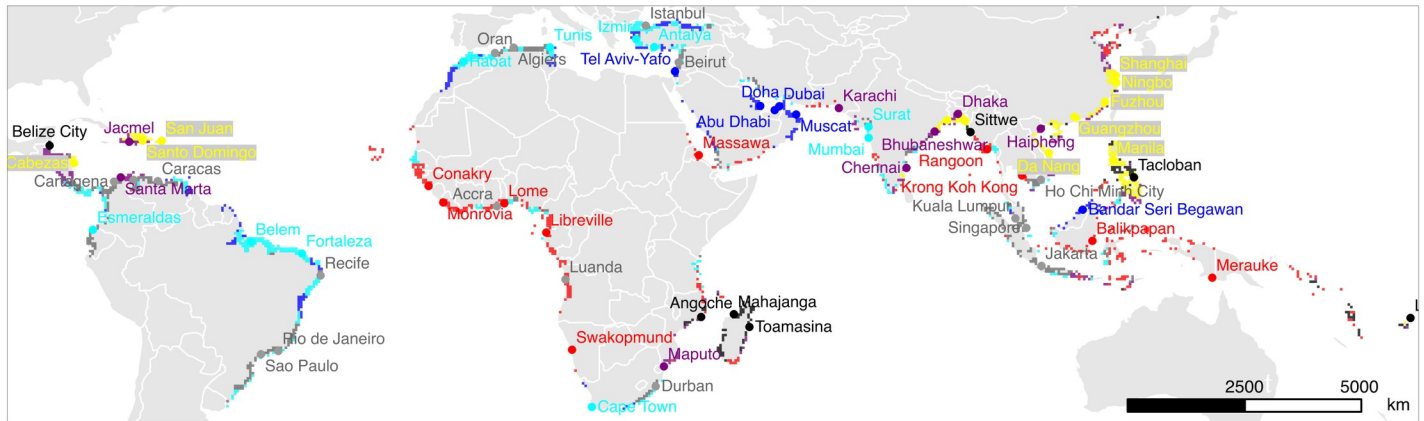 Istanbul
Izmir
Oran
Tunis
Antalya
Algiers
Rabat
Tel Aviv-Yafo
Beirut
Shanghai
Ningbo
Doha
Dubai
Karachi
Dhaka
Fuzhou
Surat
Sittwe
Belize City
Jacmel
San Juan
Abu Dhabi
Muscat
Guangzhou
Massawa
Mumbai
Bhubaneshwar
Haiphong
Manila
Cabezas
Santo Domingo
Chennai
Rangoon
Da Nang
Tacloban
Caracas
Cartagena
Santa Marta
Conakry
Accra
Lome
Krong Koh Kong
Ho Chi Minh City
Kuala Lumpur
Monrovia
Esmeraldas
Libreville
Bandar Seri Begawan
Singapore
Belem
Fortaleza
Balikpapan
Recife
Luanda
Jakarta
Merauke
Angoche
Mahajanga
L
Toamasina
Rio de Janeiro
Swakopmund
Sao Paulo
Maputo
Durban
2500
5000
Cape Town
km